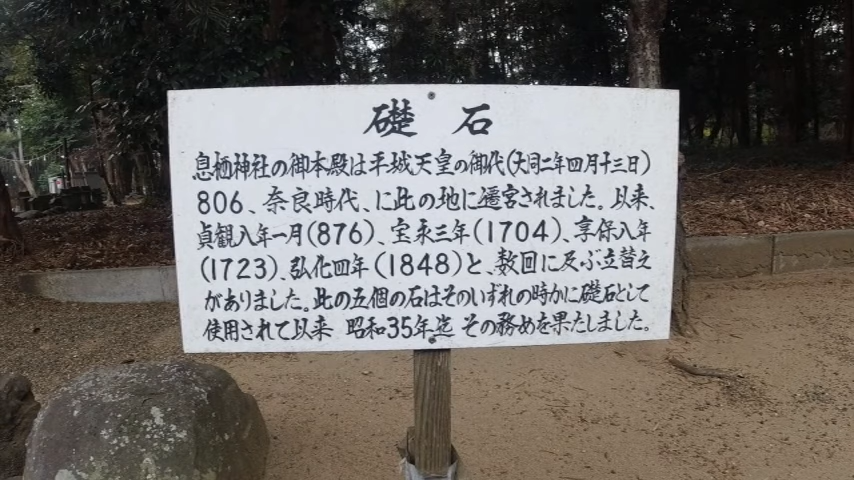 礎石
息栖神社の御本殿は平城天皇の御代(大同二年四月十三日)
806、奈良時代、に此の地に遷宮されました。以来、
貞観八年一月(876)、宝永三年(1704)、享保八年
(1723)、弘化四年(1848)と、数回に及ぶ立替え
がありました。此の五個の石はそのいずれの時かに礎石として
使用されて以来 昭和35年迄 その務めを果たしました。